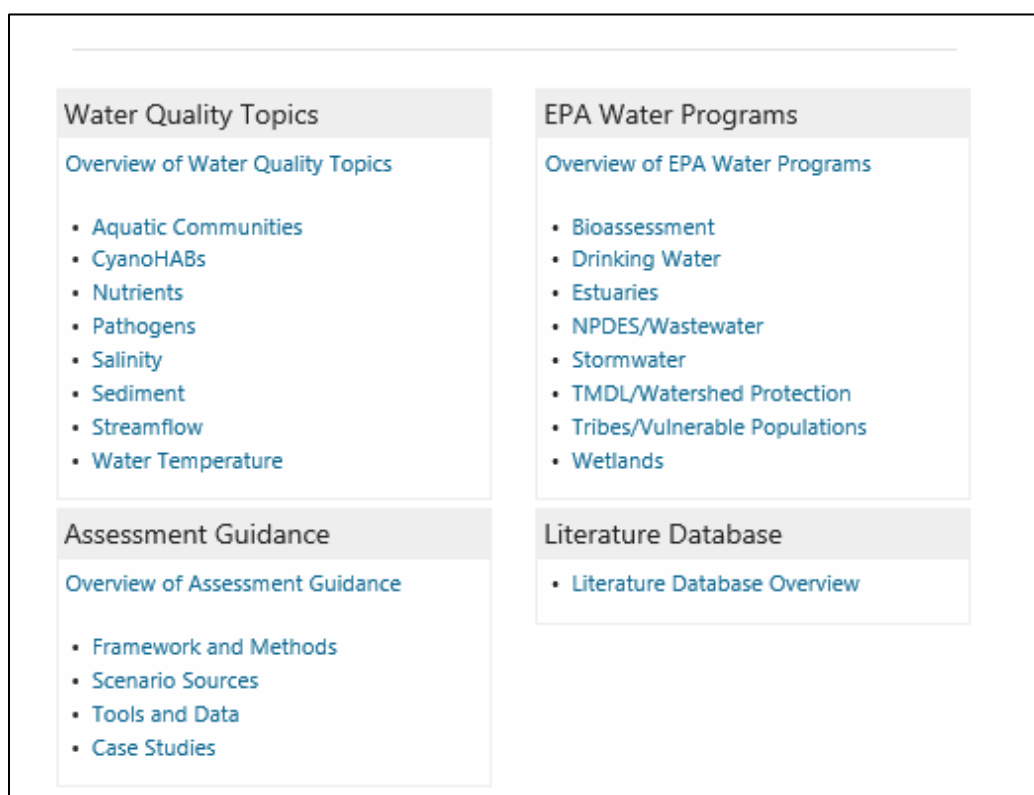 Water Quality Topics
Overview of Water Quality Topics
• Aquatic Communities
• CyanoHABs
• Nutrients
• Pathogens
• Salinity
• Sediment
• Streamflow
• Water Temperature
EPA Water Programs
Overview of EPA Water Programs
• Bioassessment
• Drinking Water
• Estuaries
• NPDES/Wastewater
• Stormwater
• TMDL/Watershed Protection
• Tribes/Vulnerable Populations
• Wetlands
Assessment Guidance
Overview of Assessment Guidance
• Framework and Methods
• Scenario Sources
• Tools and Data
• Case Studies
Literature Database
• Literature Database Overview